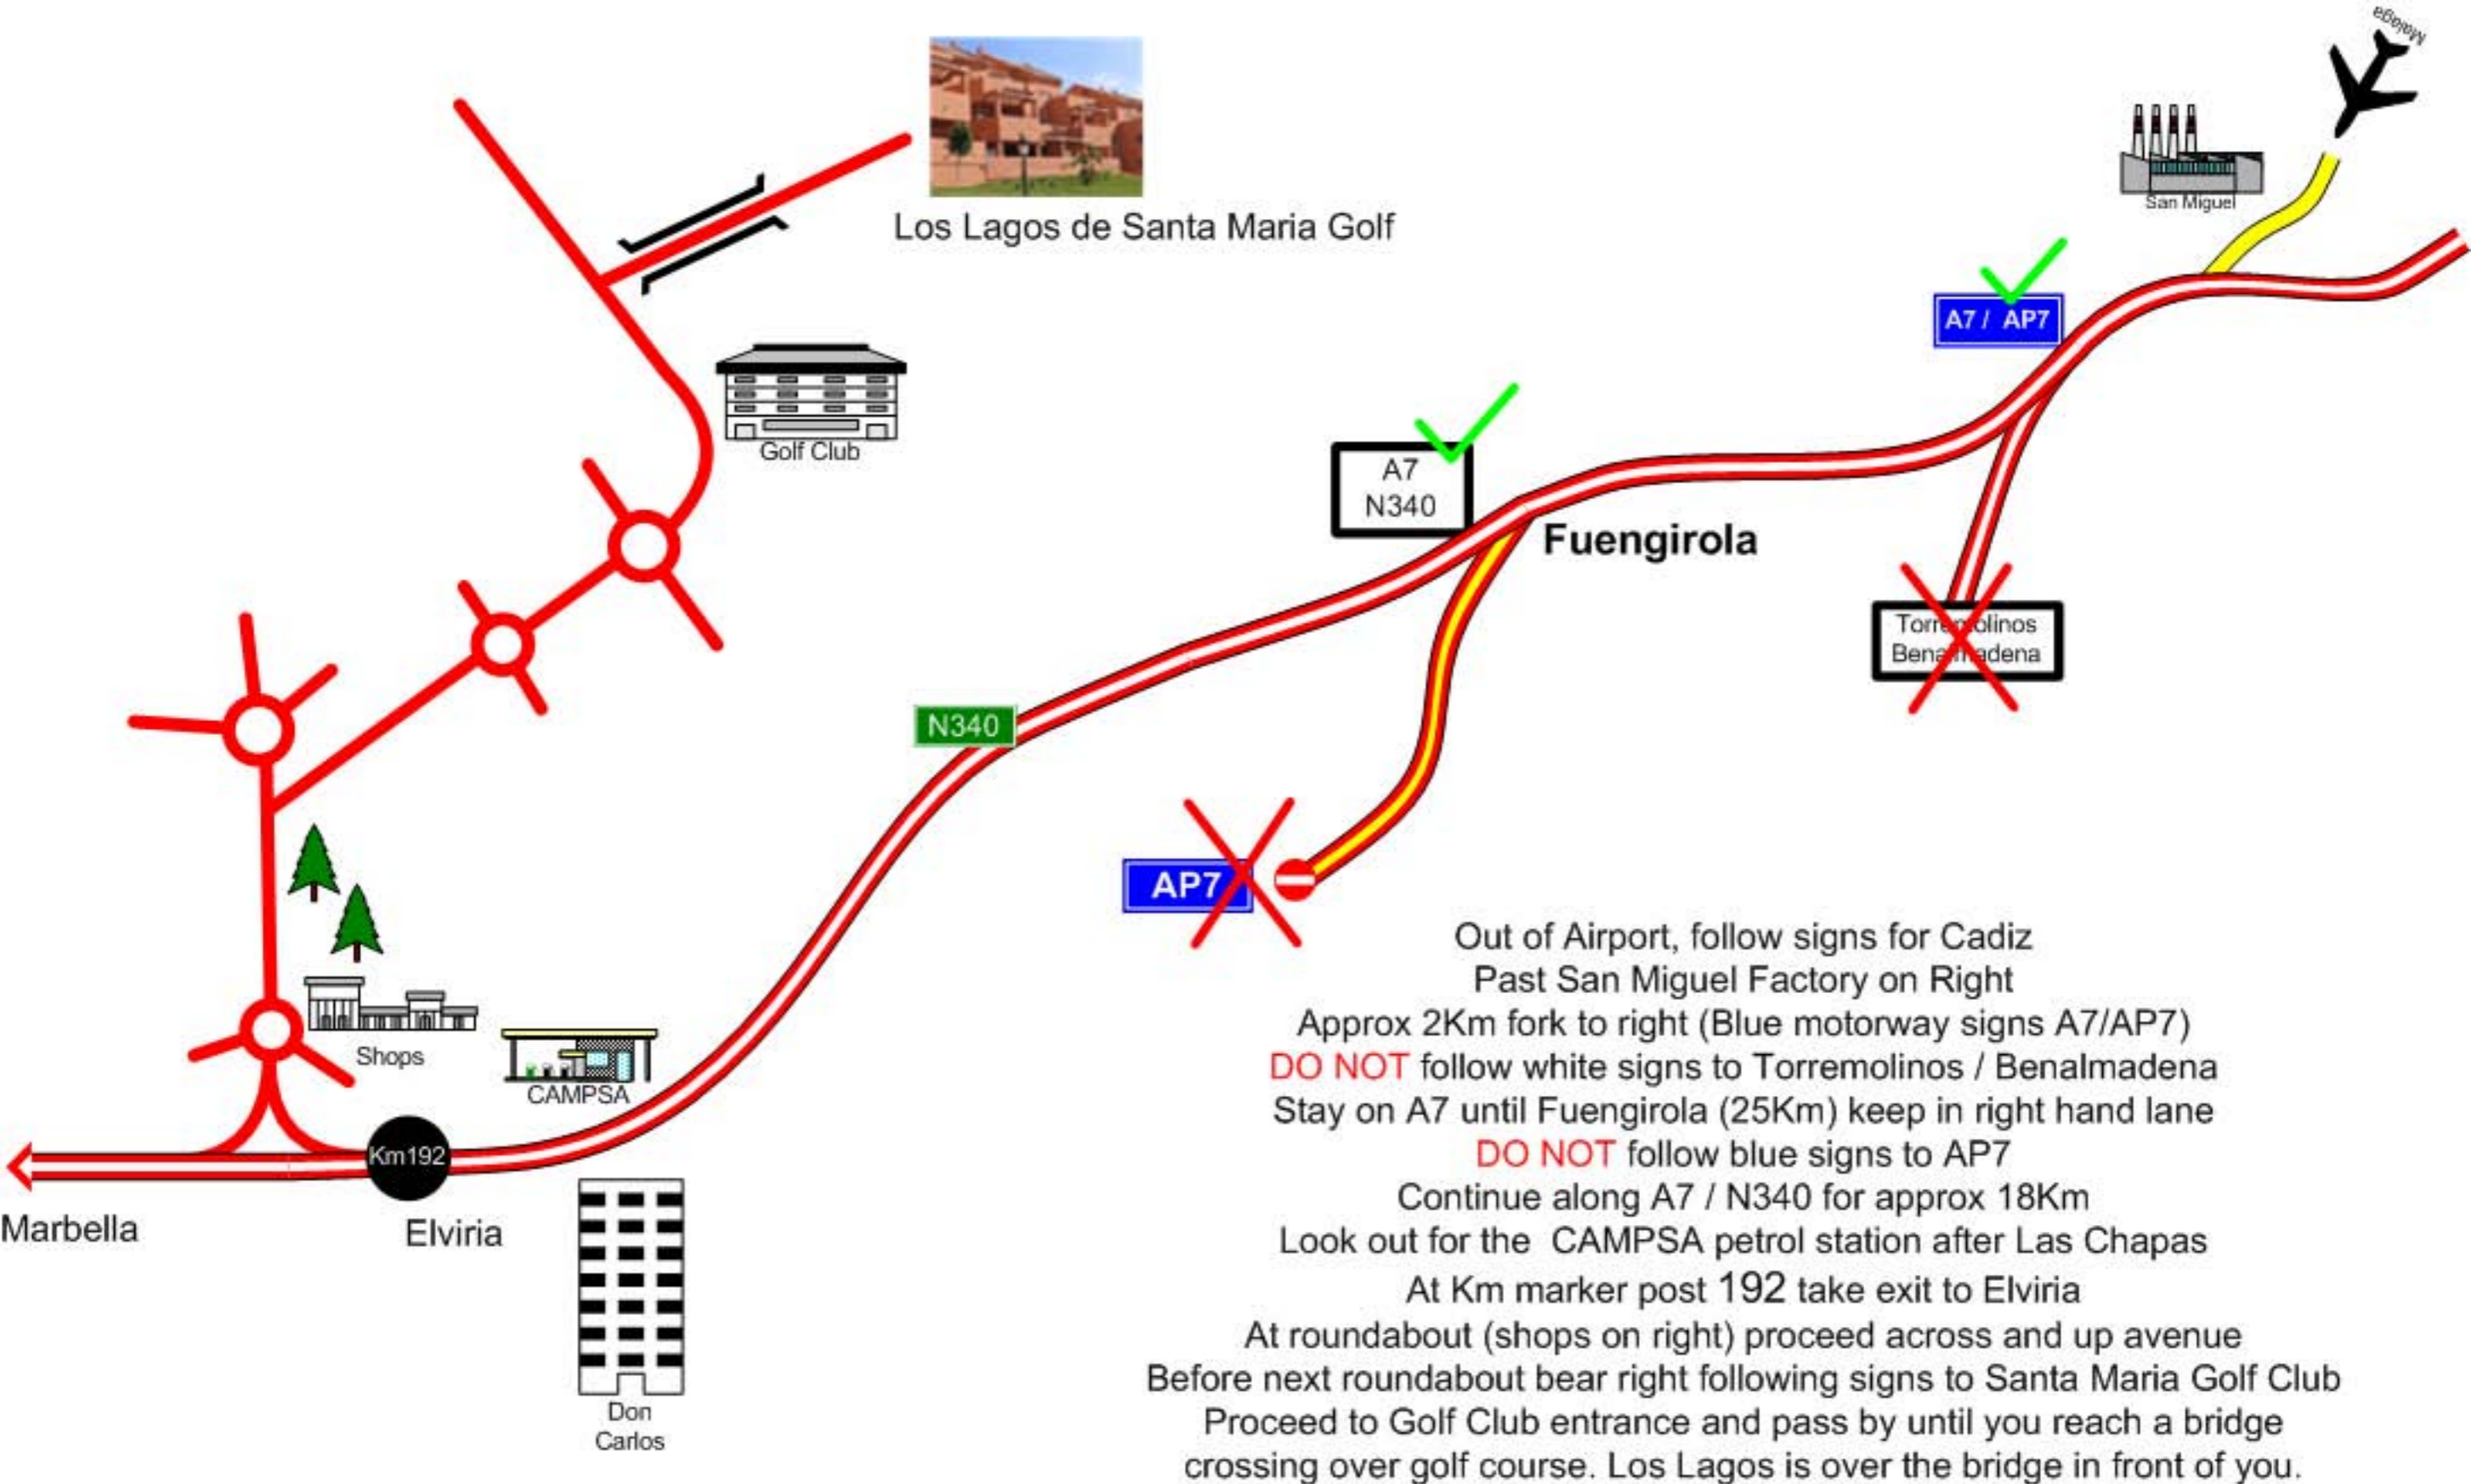 Malaga
San Miguel
Los Lagos de Santa Maria Golf
A7 / AP7
Golf Club
A7
N340
Fuengirola
Torremolinos
Benalmadena
N340
AP7
Shops
CAMPSA
Km192
Marbella
Elviria
Don
Carlos
Out of Airport, follow signs for Cadiz
Past San Miguel Factory on Right
Approx 2Km fork to right (Blue motorway signs A7/AP7)
DO NOT follow white signs to Torremolinos / Benalmadena
Stay on A7 until Fuengirola (25Km) keep in right hand lane
DO NOT follow blue signs to AP7
Continue along A7 / N340 for approx 18Km
Look out for the CAMPSA petrol station after Las Chapas
At Km marker post 192 take exit to Elviria
At roundabout (shops on right) proceed across and up avenue
Before next roundabout bear right following signs to Santa Maria Golf Club
Proceed to Golf Club entrance and pass by until you reach a bridge
crossing over golf course. Los Lagos is over the bridge in front of you.